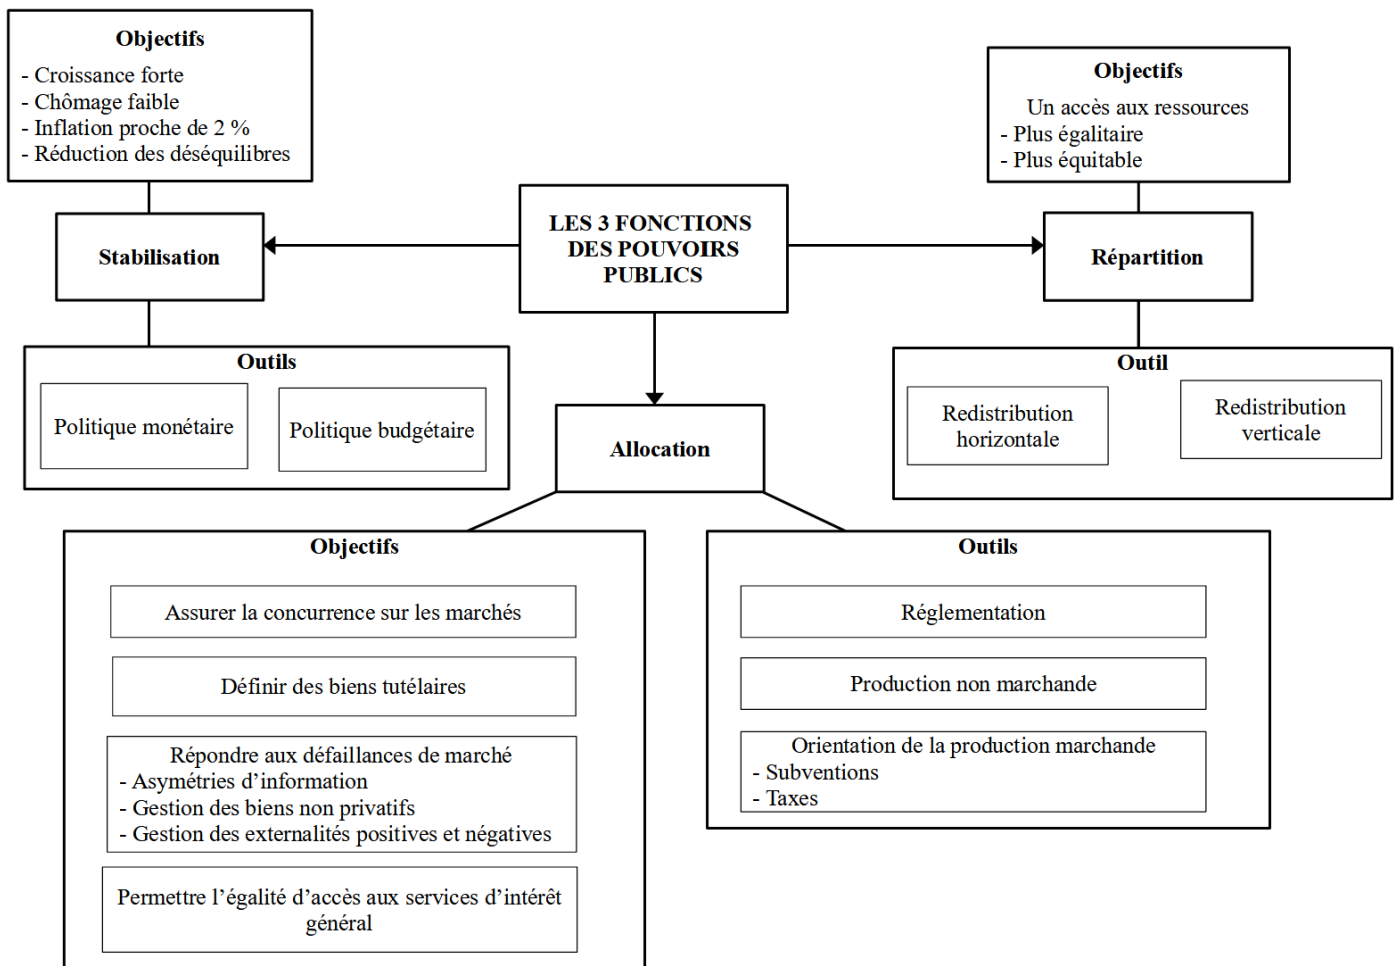 Objectifs
- Croissance forte
- Chômage faible
- Inflation proche de 2 %
- Réduction des déséquilibres
Objectifs
Un accès aux ressources
- Plus égalitaire
- Plus équitable
LES 3 FONCTIONS
DES POUVOIRS
PUBLICS
Stabilisation
Répartition
Outils
Politique monétaire
Politique budgétaire
Outil
Redistribution
horizontale
Redistribution
verticale
Allocation
Objectifs
Assurer la concurrence sur les marchés
Définir des biens tutélaires
Répondre aux défaillances de marché
- Asymétries d’information
- Gestion des biens non privatifs
- Gestion des externalités positives et négatives
Permettre l’égalité d’accès aux services d’intérêt
général
Outils
Réglementation
Production non marchande
Orientation de la production marchande
- Subventions
- Taxes